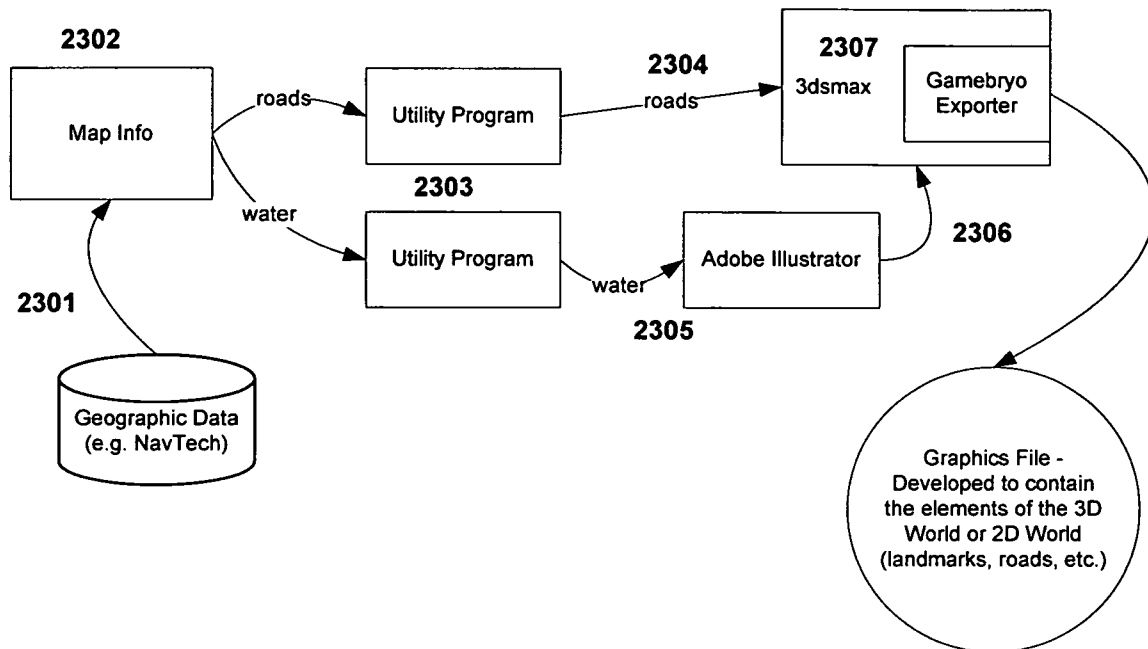 2302
Map Info
roads
water
Utility Program
2303
Utility Program
2304
roads
water
2305
Adobe Illustrator
2306
2307
3dsmax
Gamebryo
Exporter
2301
Geographic Data
(e.g. NavTech)
Graphics File -
Developed to contain
the elements of the 3D
World or 2D World
(landmarks, roads, etc.)